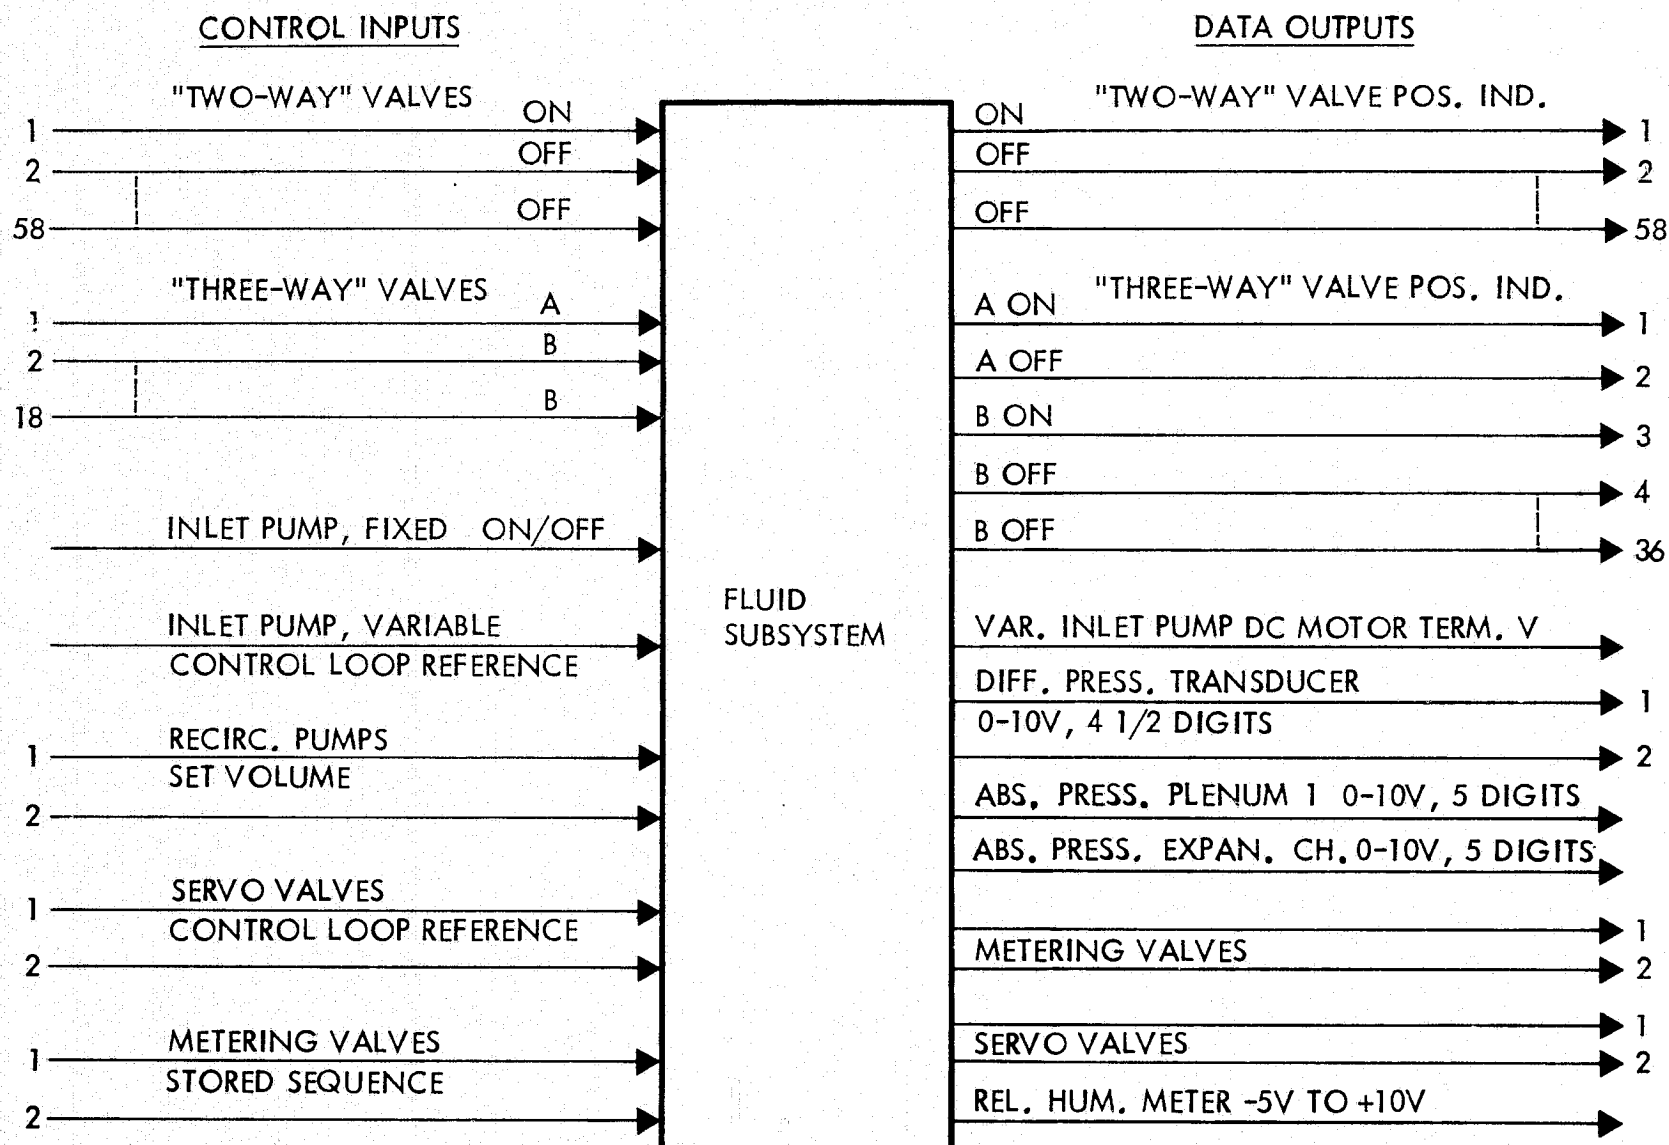 CONTROL INPUTS
"TWO-WAY" VALVES
1 ON
2 OFF
58 OFF
"THREE-WAY" VALVES
1 A
2 B
18 B
INLET PUMP, FIXED ON/OFF
INLET PUMP, VARIABLE
CONTROL LOOP REFERENCE
1 RECIRC. PUMPS
SET VOLUME
2
1 SERVO VALVES
CONTROL LOOP REFERENCE
2
1 METERING VALVES
STORED SEQUENCE
2
FLUID
SUBSYSTEM
DATA OUTPUTS
"TWO-WAY" VALVE POS. IND.
ON 1
OFF 2
OFF 58
"THREE-WAY" VALVE POS. IND.
A ON 1
A OFF 2
B ON 3
B OFF 4
B OFF 36
VAR. INLET PUMP DC MOTOR TERM. V
DIFF. PRESS. TRANSDUCER 1
0-10V, 4 1/2 DIGITS
2
ABS. PRESS. PLENUM 1 0-10V, 5 DIGITS
ABS. PRESS. EXPAN. CH. 0-10V, 5 DIGITS
1
METERING VALVES 2
1
SERVO VALVES 2
REL. HUM. METER -5V TO +10V